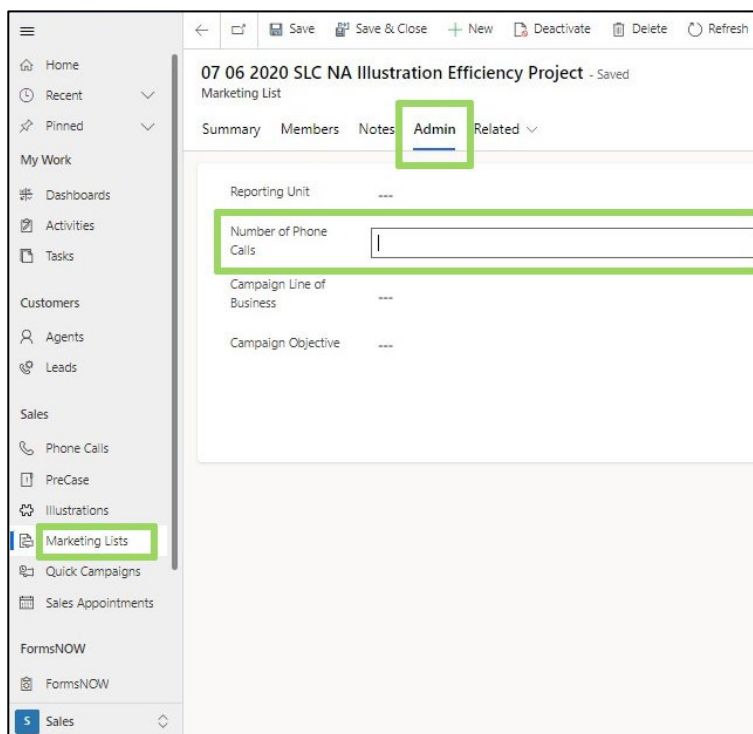 Save
Save & Close
New
Deactivate
Delete
Refresh
Home
Recent
Pinned
My Work
Dashboards
Activities
Tasks
Customers
Agents
Leads
Sales
Phone Calls
PreCase
Illustrations
Marketing Lists
Quick Campaigns
Sales Appointments
FormsNOW
FormsNOW
S Sales
07 06 2020 SLC NA Illustration Efficiency Project - Saved
Marketing List
Summary Members Notes Admin Related
Reporting Unit ---
Number of Phone
Calls
Campaign Line of
Business ---
Campaign Objective ---